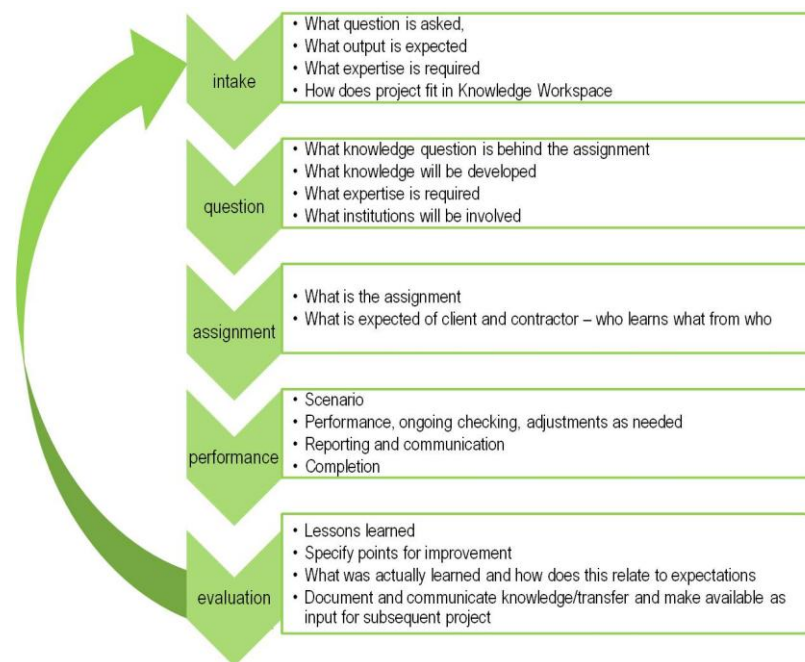 • What question is asked,
• What output is expected
• What expertise is required
• How does project fit in Knowledge Workspace
intake
• What knowledge question is behind the assignment
• What knowledge will be developed
• What expertise is required
• What institutions will be involved
question
• What is the assignment
• What is expected of client and contractor – who learns what from who
assignment
• Scenario
• Performance, ongoing checking, adjustments as needed
• Reporting and communication
• Completion
performance
• Lessons learned
• Specify points for improvement
• What was actually learned and how does this relate to expectations
• Document and communicate knowledge/transfer and make available as
input for subsequent project
evaluation